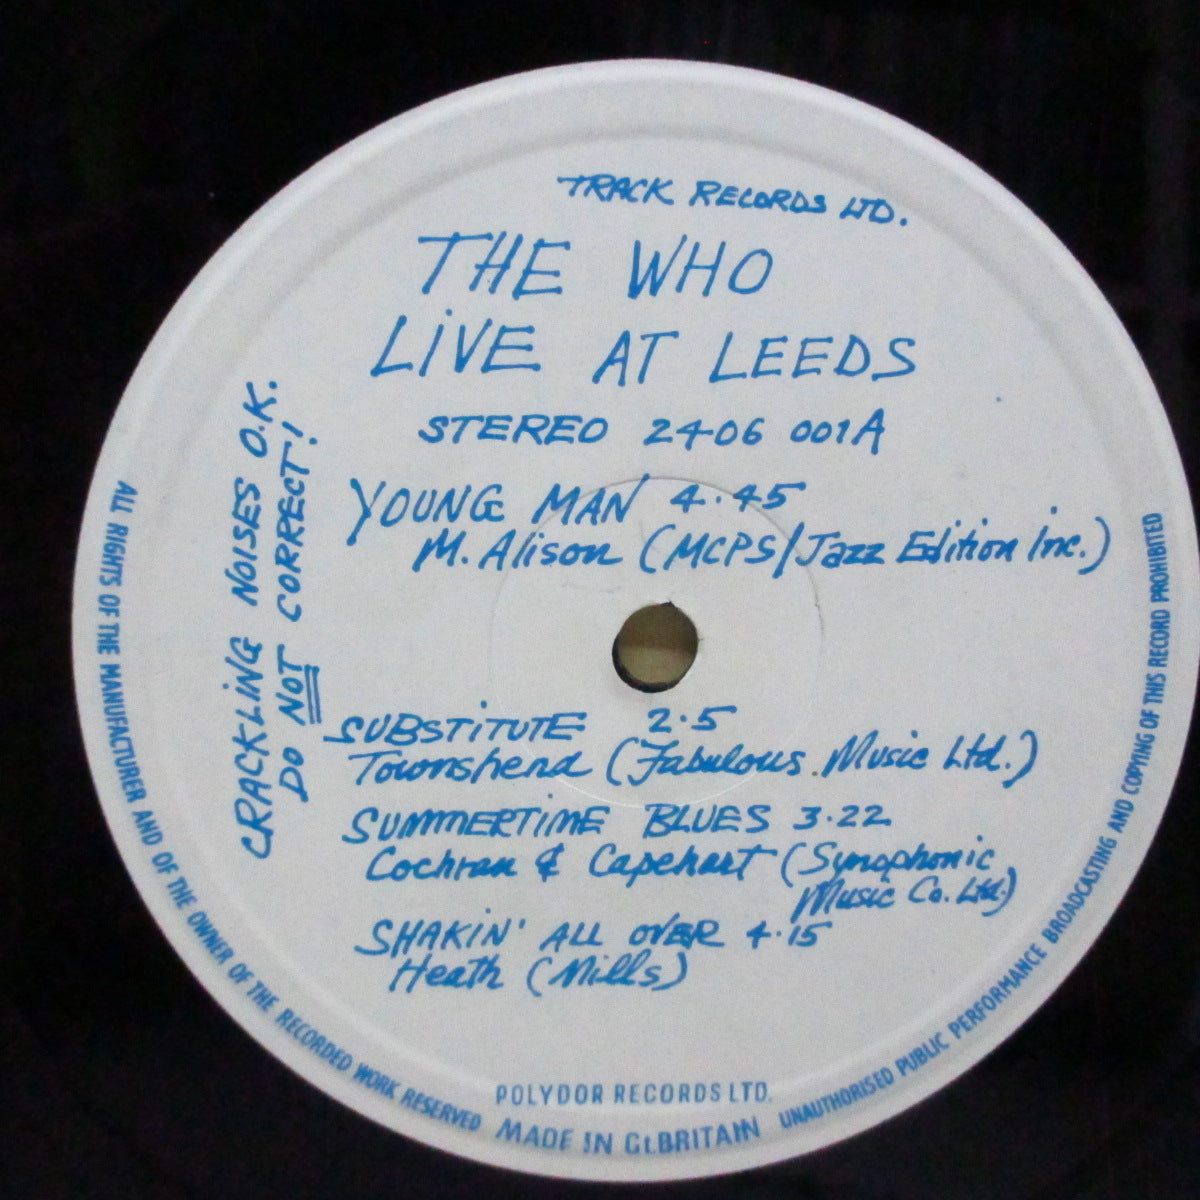 TRACK RECORDS LTD.
THE WHO
LiVE AT LEEDS
STEREO 2406 001A
YOUNG MAN 4.45
M. Alison (MCPS/Jazz Edition Inc.)
SUBSTiTUTE 2.5
Townshend (Fabulous Music Ltd.)
SUMMERTiME BLUES 3.22
Cochran & Capehart (Synophonic
Music Co. Ltd.)
SHAKiN' ALL OVER 4.15
Heath (Mills)
CRACKLiNG NOiSES O.K.
DO NOT CORRECT!
POLYDOR RECORDS LTD.
ALL RIGHTS OF THE MANUFACTURER AND OF THE OWNER OF THE RECORDED WORK RESERVED MADE IN Gt.BRITAIN UNAUTHORISED PUBLIC PERFORMANCE BROADCASTING AND COPYING OF THIS RECORD PROHIBITED